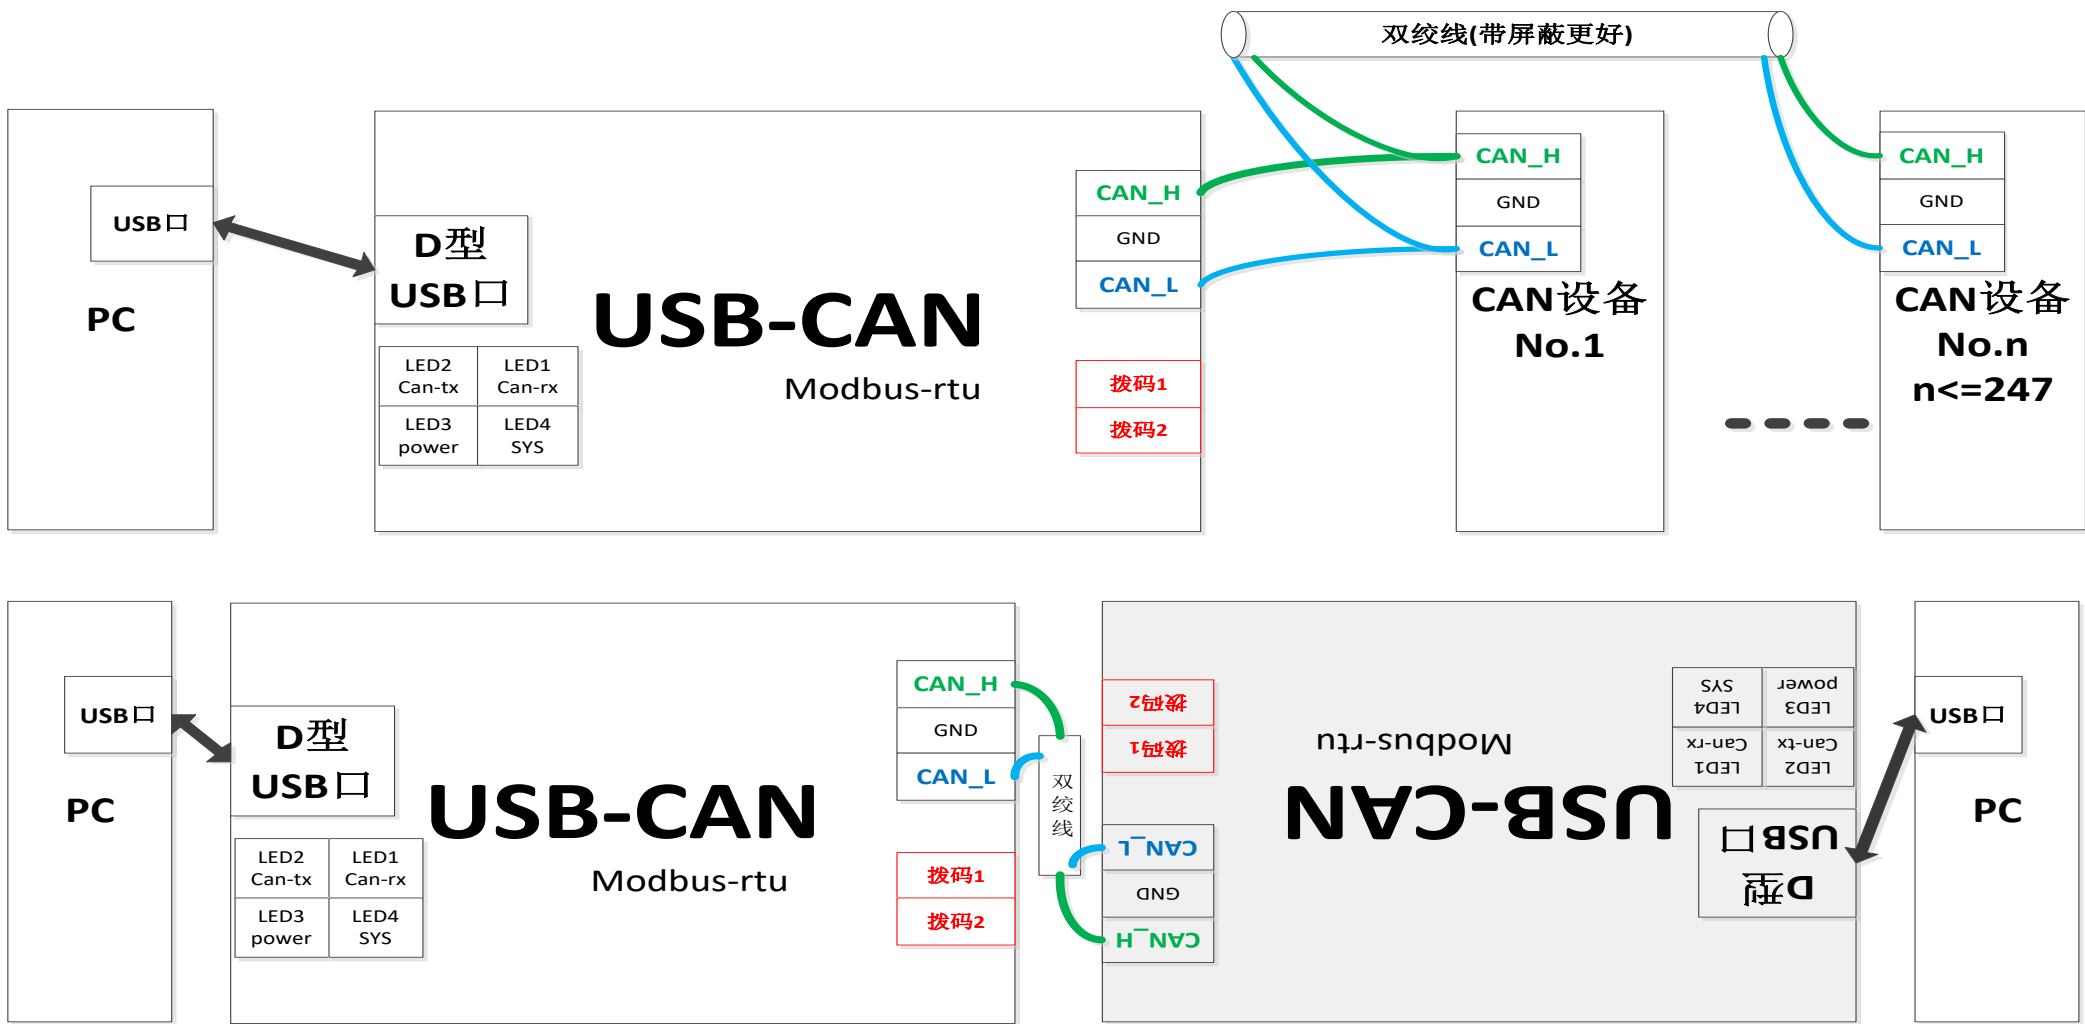 双绞线(带屏蔽更好)
USB口
PC
D型
USB口
LED2
Can-tx
LED1
Can-rx
LED3
power
LED4
SYS
USB-CAN
Modbus-rtu
CAN_H
GND
CAN_L
拨码1
拨码2
CAN_H
GND
CAN_L
CAN设备
No.1
CAN_H
GND
CAN_L
CAN设备
No.n
n<=247
USB口
PC
D型
USB口
LED2
Can-tx
LED1
Can-rx
LED3
power
LED4
SYS
USB-CAN
Modbus-rtu
CAN_H
GND
CAN_L
拨码1
拨码2
双绞线
拨码2
拨码1
CAN_L
GND
CAN_H
Modbus-rtu
USB-CAN
LED4
SYS
LED3
power
LED1
Can-rx
LED2
Can-tx
D型
USB口
USB口
PC